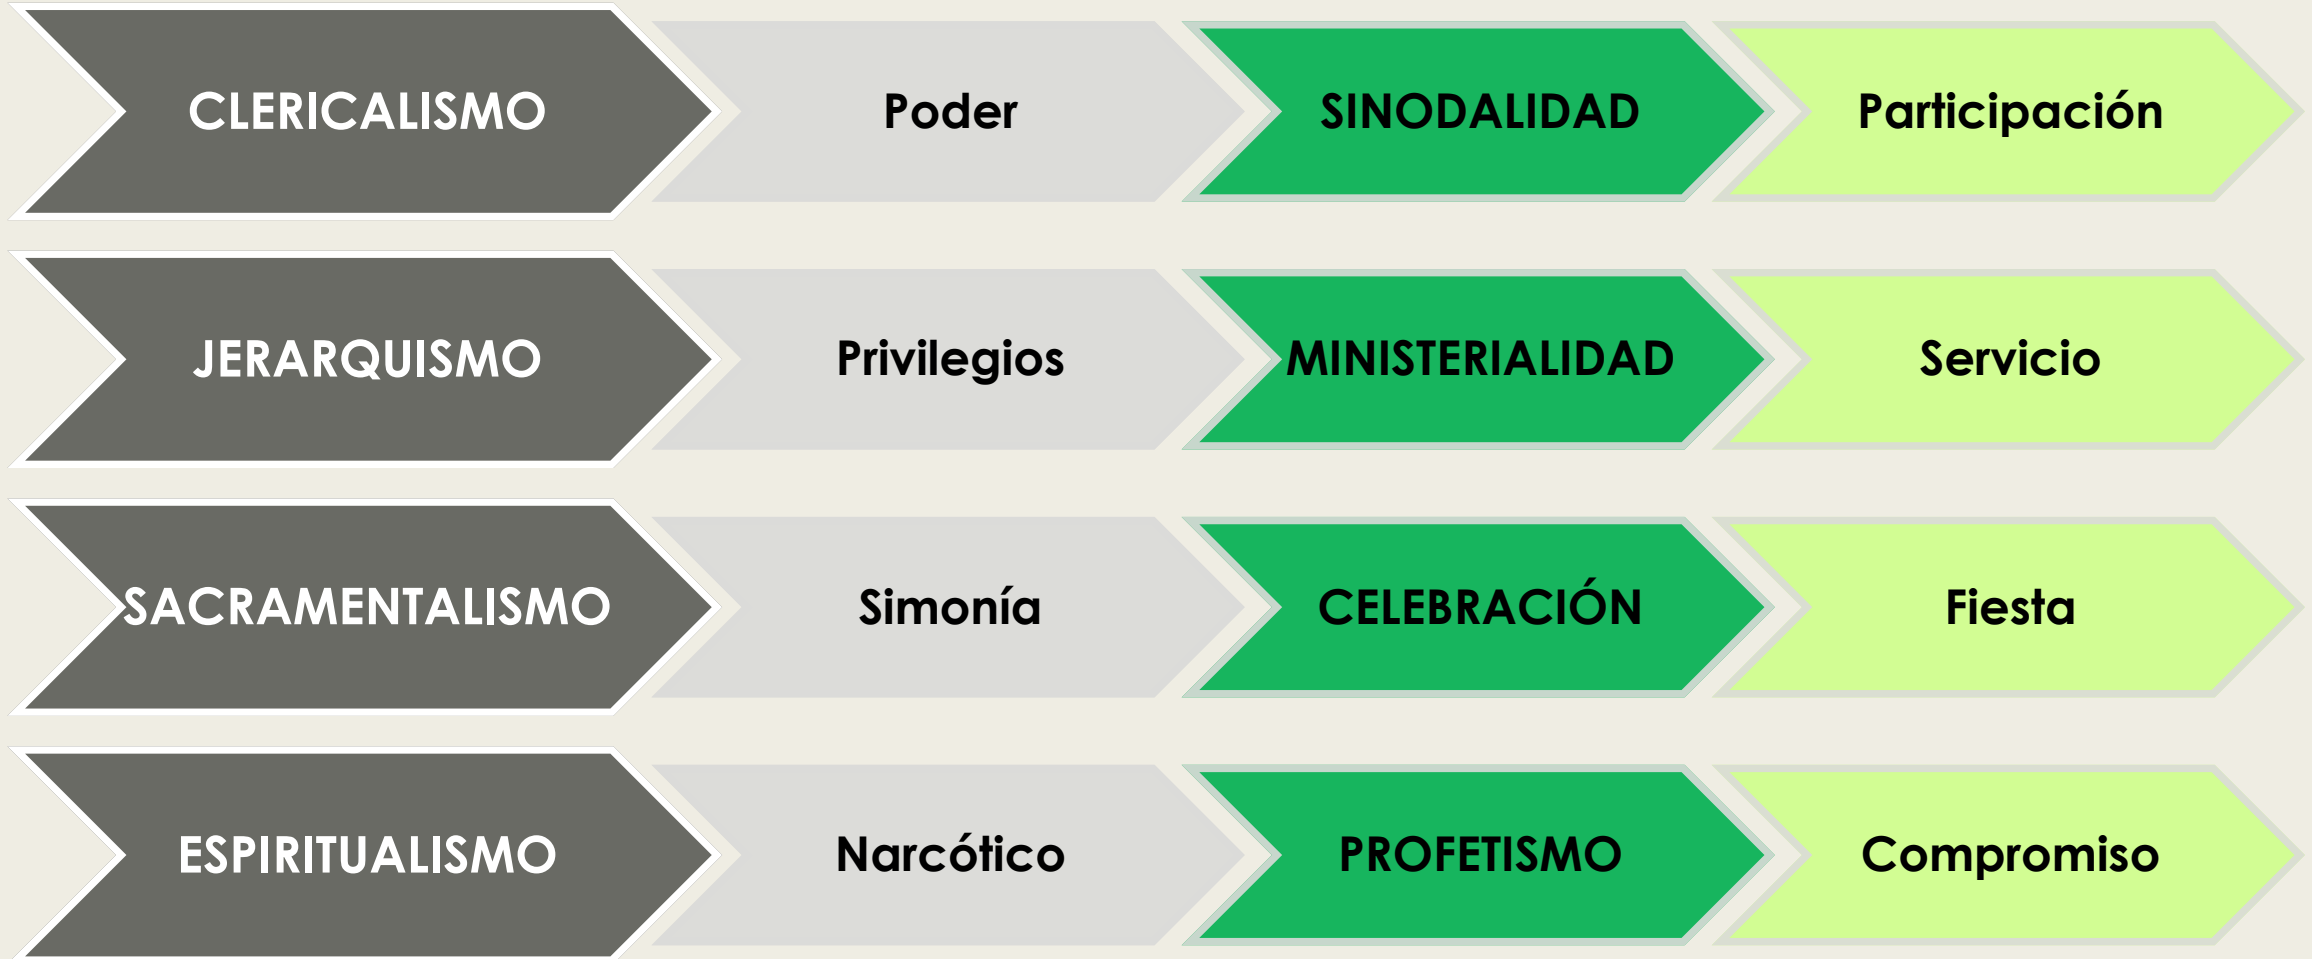 CLERICALISMO
Poder
SINODALIDAD
Participación
JERARQUISMO
Privilegios
MINISTERIALIDAD
Servicio
SACRAMENTALISMO
Simonía
CELEBRACIÓN
Fiesta
ESPIRITUALISMO
Narcótico
PROFETISMO
Compromiso